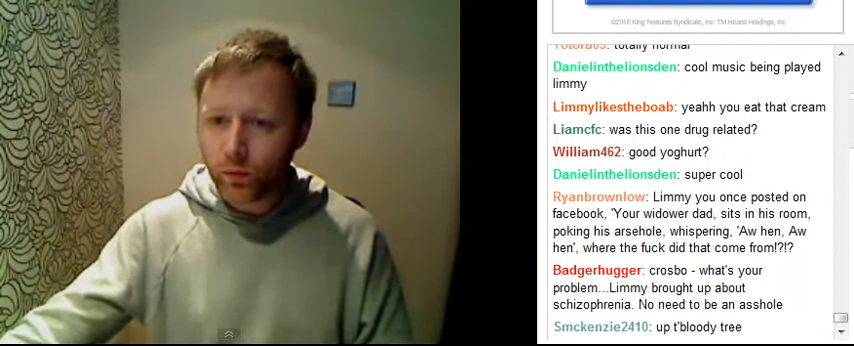 ©2010 King Features Syndicate, Inc. TM Hearst Holdings, Inc
totally normal
Danielinthelionsden: cool music being played
limmy
Limmylikestheboab: yeahh you eat that cream
Liamcfc: was this one drug related?
William462: good yoghurt?
Danielinthelionsden: super cool
Ryanbrownlow: Limmy you once posted on
facebook, 'Your widower dad, sits in his room,
poking his arsehole, whispering, 'Aw hen, Aw
hen', where the fuck did that come from!?!?
Badgerhugger: crosbo - what's your
problem...Limmy brought up about
schizophrenia. No need to be an asshole
Smckenzie2410: up t'bloody tree